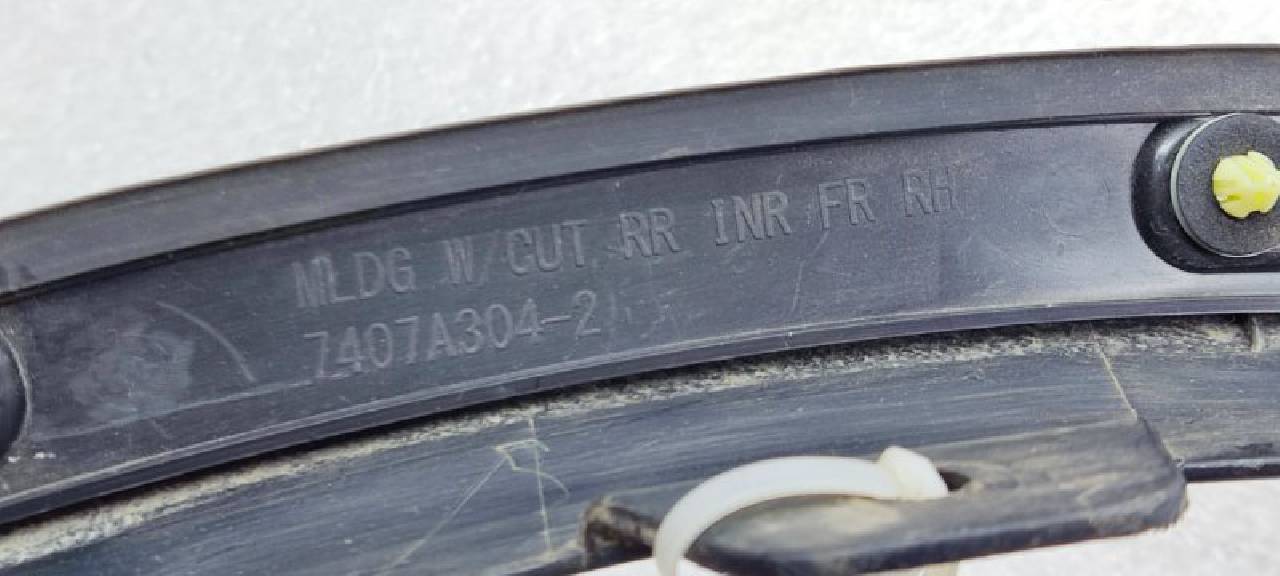 MLDG W/CUT RR INR FR RH
7407A304-2